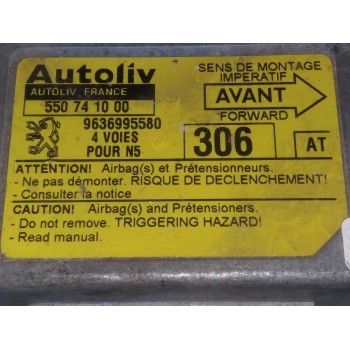 Autoliv
AUTOLIV FRANCE
550 74 10 00
9636995580
4 VOIES
POUR N5
SENS DE MONTAGE
IMPERATIF
AVANT
FORWARD
306
AT
ATTENTION! Airbag(s) et Prétensionneurs.
- Ne pas démonter. RISQUE DE DECLENCHEMENT!
- Consulter la notice
CAUTION! Airbag(s) and Prétensioners.
- Do not remove. TRIGGERING HAZARD!
- Read manual.